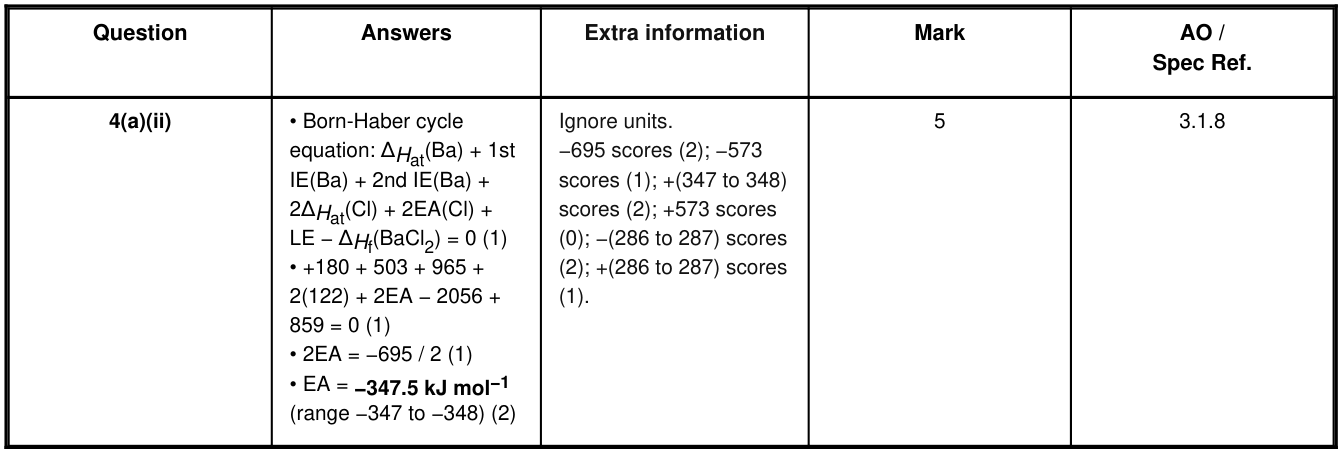 Question Answers Extra information Mark AO /
Spec Ref.
4(a)(ii)
• Born-Haber cycle
equation: ΔHat(Ba) + 1st
IE(Ba) + 2nd IE(Ba) +
2ΔHat(Cl) + 2EA(Cl) +
LE − ΔHf(BaCl2) = 0 (1)
• +180 + 503 + 965 +
2(122) + 2EA − 2056 +
859 = 0 (1)
• 2EA = −695 / 2 (1)
• EA = −347.5 kJ mol−1
(range −347 to −348) (2)
Ignore units.
−695 scores (2); −573
scores (1); +(347 to 348)
scores (2); +573 scores
(0); −(286 to 287) scores
(2); +(286 to 287) scores
(1).
5
3.1.8